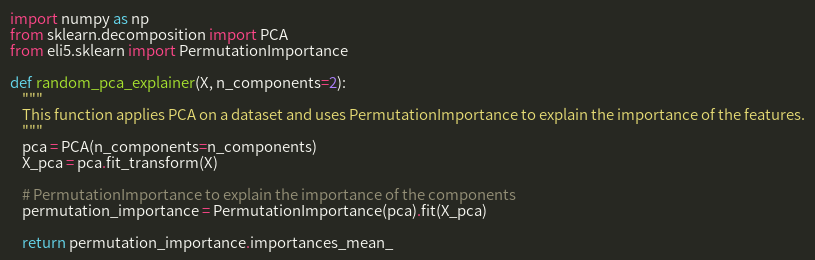 import numpy as np
from sklearn.decomposition import PCA
from eli5.sklearn import PermutationImportance
def random_pca_explainer(X, n_components=2):
"""
This function applies PCA on a dataset and uses PermutationImportance to explain the importance of the features.
"""
pca = PCA(n_components=n_components)
X_pca = pca.fit_transform(X)
# PermutationImportance to explain the importance of the components
permutation_importance = PermutationImportance(pca).fit(X_pca)
return permutation_importance.importances_mean_